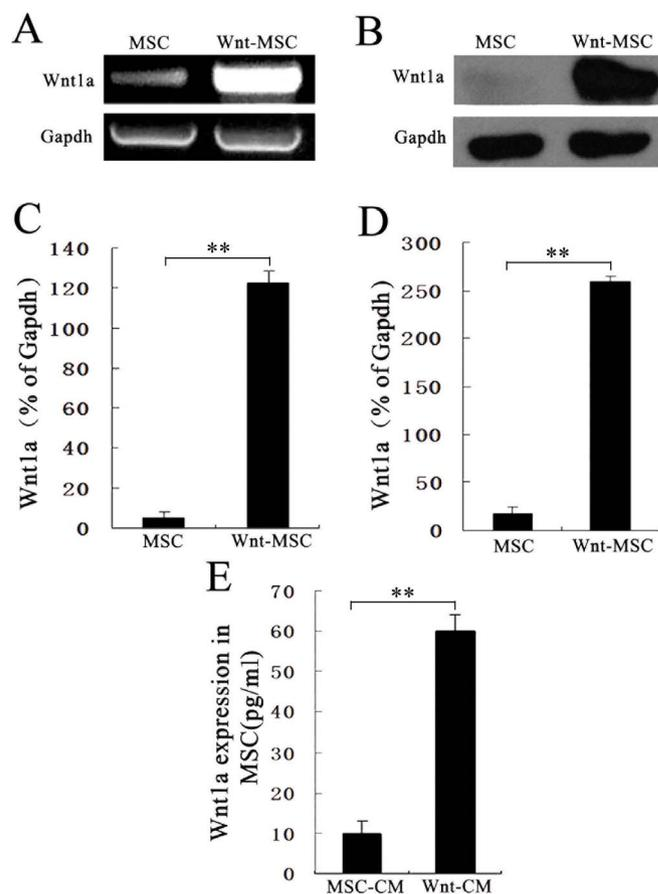 A
MSC Wnt-MSC
Wnt1a
Gapdh
B
MSC Wnt-MSC
Wnt1a
Gapdh
C
**
140
120
100
80
60
40
20
0
Wnt1a (% of Gapdh)
MSC Wnt-MSC
D
**
300
250
200
150
100
50
0
Wnt1a (% of Gapdh)
MSC Wnt-MSC
E
**
70
60
50
40
30
20
10
0
Wnt1a expression in
MSC(pg/ml)
MSC-CM Wnt-CM